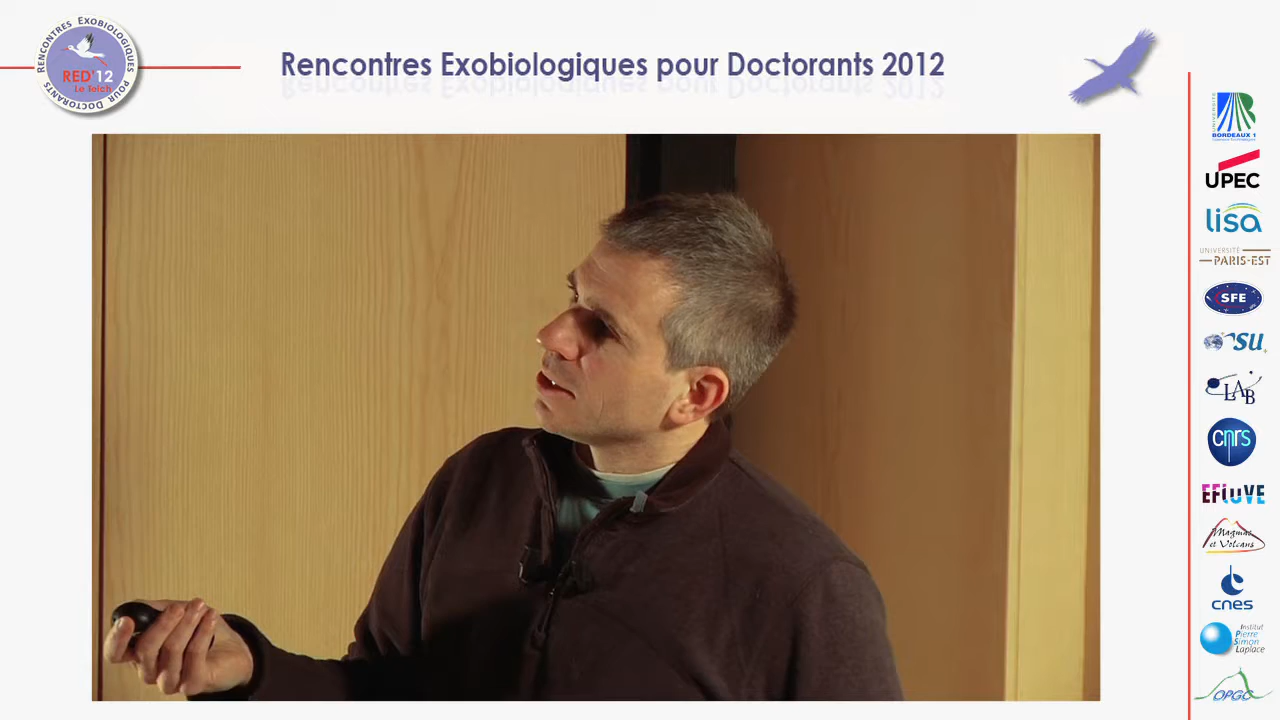 RENCONTRES EXOBIOLOGIQUES POUR DOCTORANTS
RED'12
Le Teich
Rencontres Exobiologiques pour Doctorants 2012
UNIVERSITÉ
BORDEAUX 1
UPEC
lisa
UNIVERSITÉ
PARIS-EST
SFE
SU
LAB
cnrs
EFLUVE
Magmas
et Volcans
cnes
Institut
Pierre
Simon
Laplace
OPGC